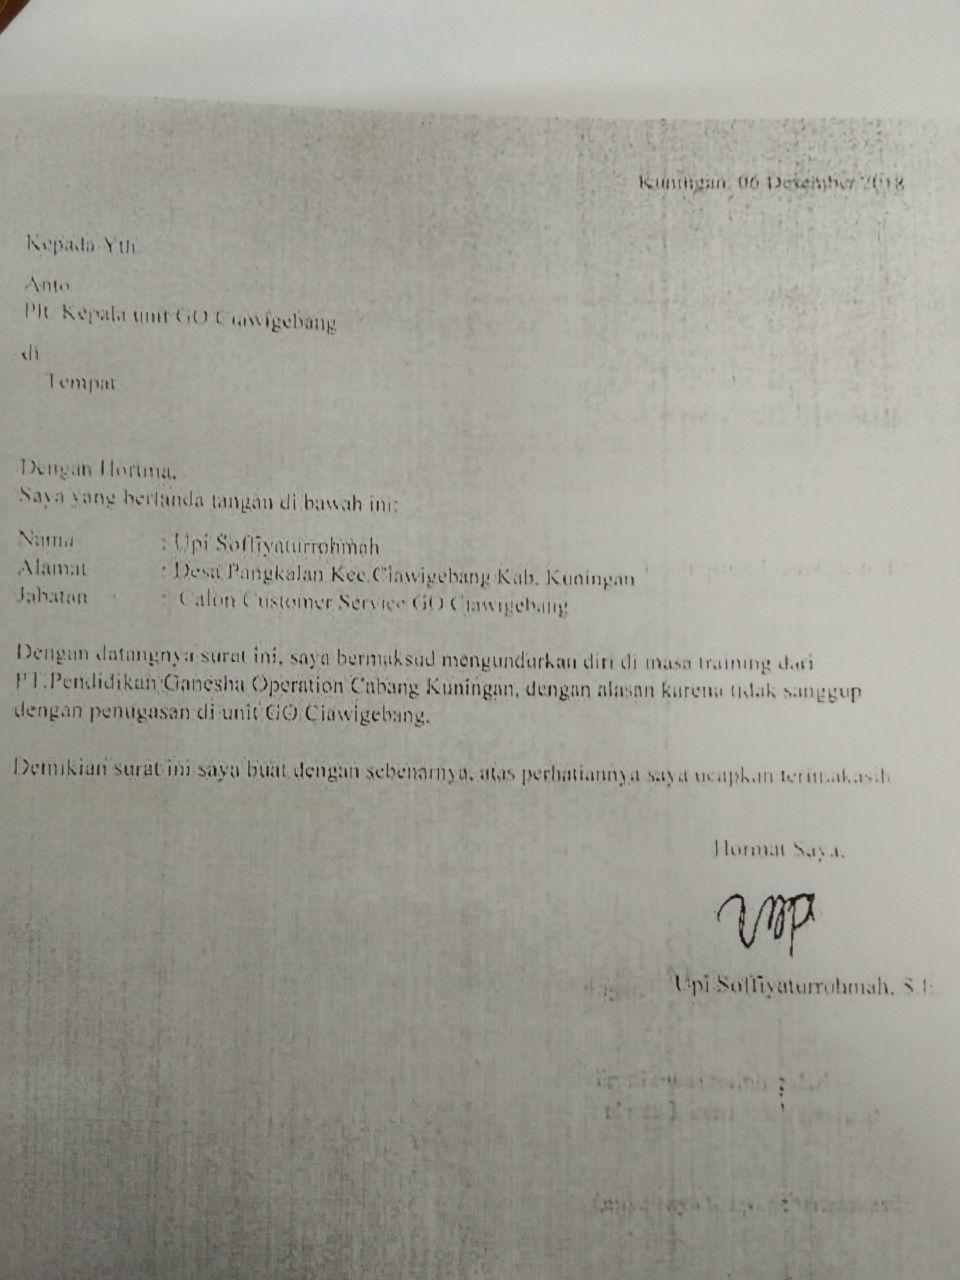 Kuningan, 06 Desember 2018
Kepada Yth.
Anto
Plt. Kepala unit GO Ciawigebang
di
Tempat
Dengan Hortma,
Saya yang bertanda tangan di bawah ini:
Nama : Upi Soffiyaturrohmah
Alamat : Desa Pangkalan Kec.Ciawigebang Kab. Kuningan
Jabatan : Calon Customer Service GO Ciawigebang
Dengan datangnya surat ini, saya bermaksud mengundurkan diri di masa training dari
PT.Pendidikan Ganesha Operation Cabang Kuningan, dengan alasan karena tidak sanggup
dengan penugasan di unit GO Ciawigebang.
Demikian surat ini saya buat dengan sebenarnya, atas perhatiannya saya ucapkan terimakasih
Hormat Saya,
Upi Soffiyaturrohmah,